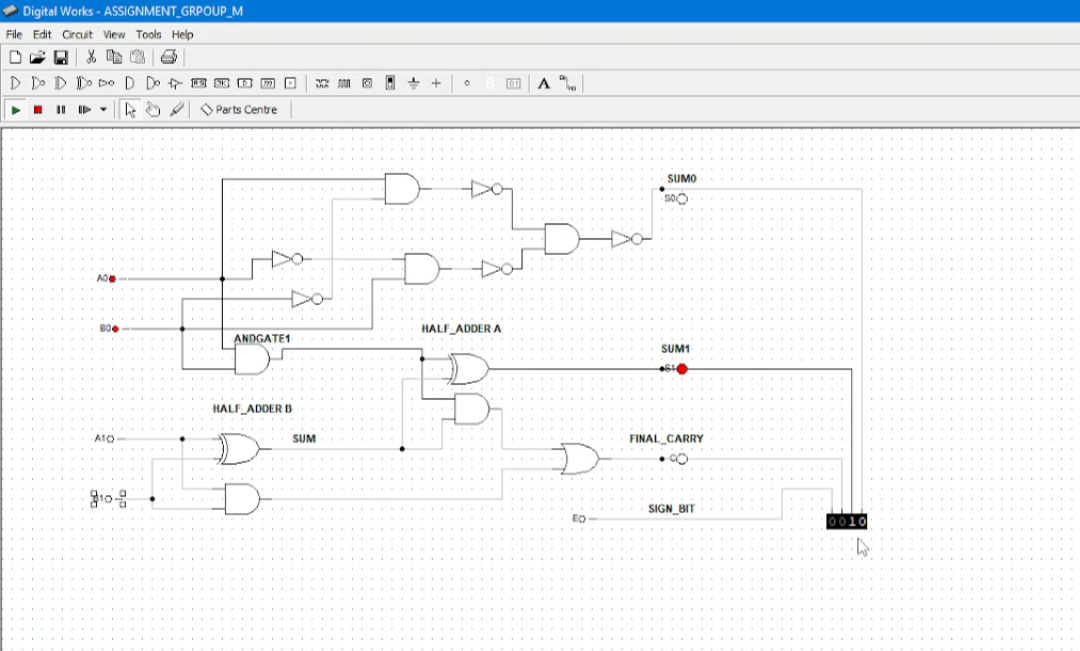 Digital Works - ASSIGNMENT_GRPOUP_M
File Edit Circuit View Tools Help
A
Parts Centre
SUM0
S0
A0
B0
ANDGATE1
HALF_ADDER A
SUM1
S1
HALF_ADDER B
A1
SUM
FINAL_CARRY
C
B1
SIGN_BIT
E
0010